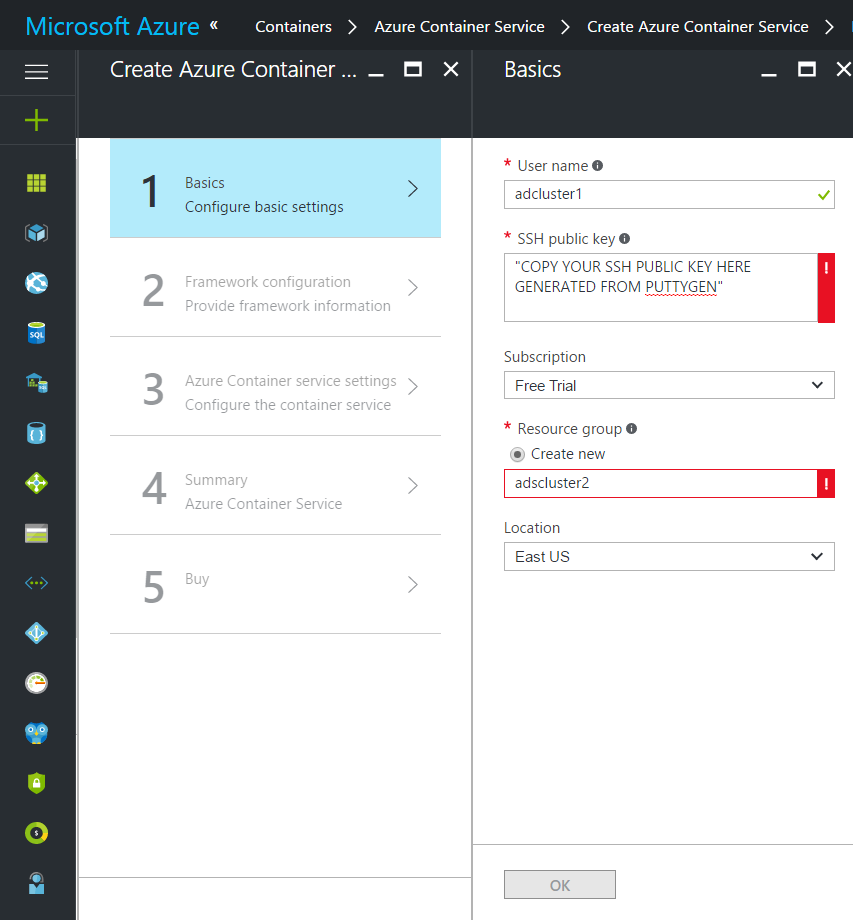 Microsoft Azure «
Containers > Azure Container Service > Create Azure Container Service >
Create Azure Container ...
1
Basics
Configure basic settings
2
Framework configuration
Provide framework information
3
Azure Container service settings
Configure the container service
4
Summary
Azure Container Service
5
Buy
Basics
* User name
adcluster1
* SSH public key
"COPY YOUR SSH PUBLIC KEY HERE
GENERATED FROM PUTTYGEN"
Subscription
Free Trial
* Resource group
Create new
adscluster2
Location
East US
OK
SQL